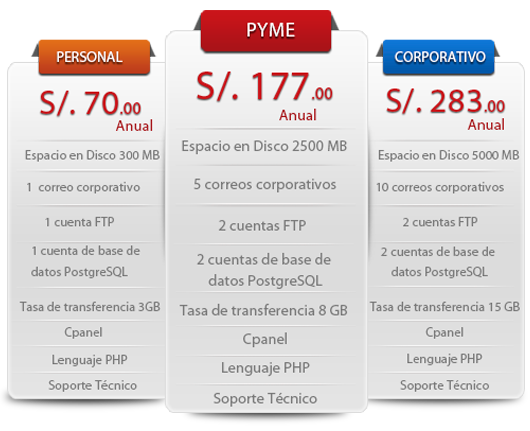 PERSONAL
S/. 70.00
Anual
Espacio en Disco 300 MB
1 correo corporativo
1 cuenta FTP
1 cuenta de base de
datos PostgreSQL
Tasa de transferencia 3GB
Cpanel
Lenguaje PHP
Soporte Técnico
PYME
S/. 177.00
Anual
Espacio en Disco 2500 MB
5 correos corporativos
2 cuentas FTP
2 cuentas de base de
datos PostgreSQL
Tasa de transferencia 8 GB
Cpanel
Lenguaje PHP
Soporte Técnico
CORPORATIVO
S/. 283.00
Anual
Espacio en Disco 5000 MB
10 correos corporativos
2 cuentas FTP
2 cuentas de base de
datos PostgreSQL
Tasa de transferencia 15 GB
Cpanel
Lenguaje PHP
Soporte Técnico